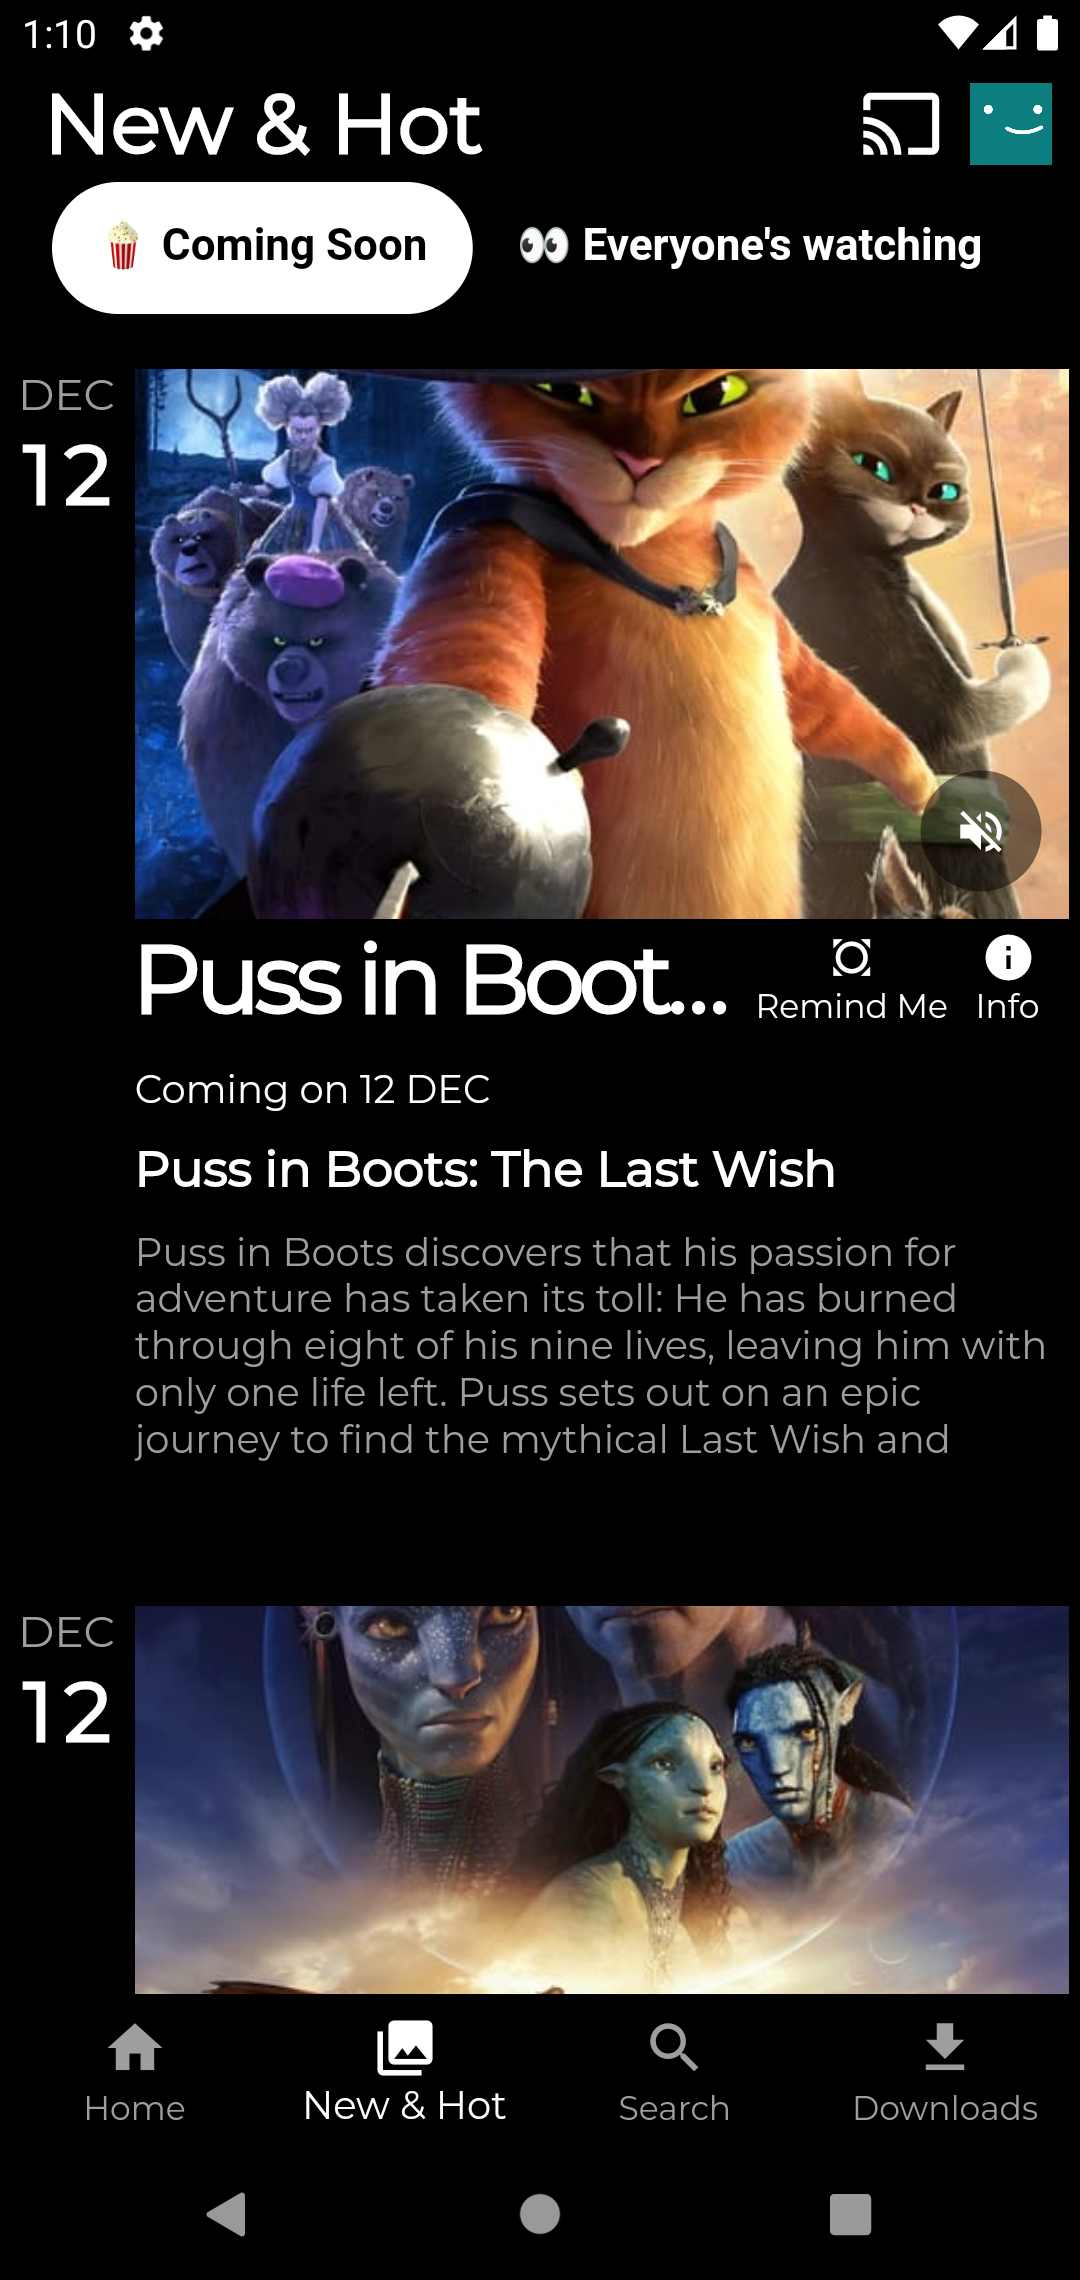 1:10
New & Hot
🍿 Coming Soon
👀 Everyone's watching
DEC
12
Puss in Boot...
Remind Me
Info
Coming on 12 DEC
Puss in Boots: The Last Wish
Puss in Boots discovers that his passion for
adventure has taken its toll: He has burned
through eight of his nine lives, leaving him with
only one life left. Puss sets out on an epic
journey to find the mythical Last Wish and
DEC
12
Home
New & Hot
Search
Downloads